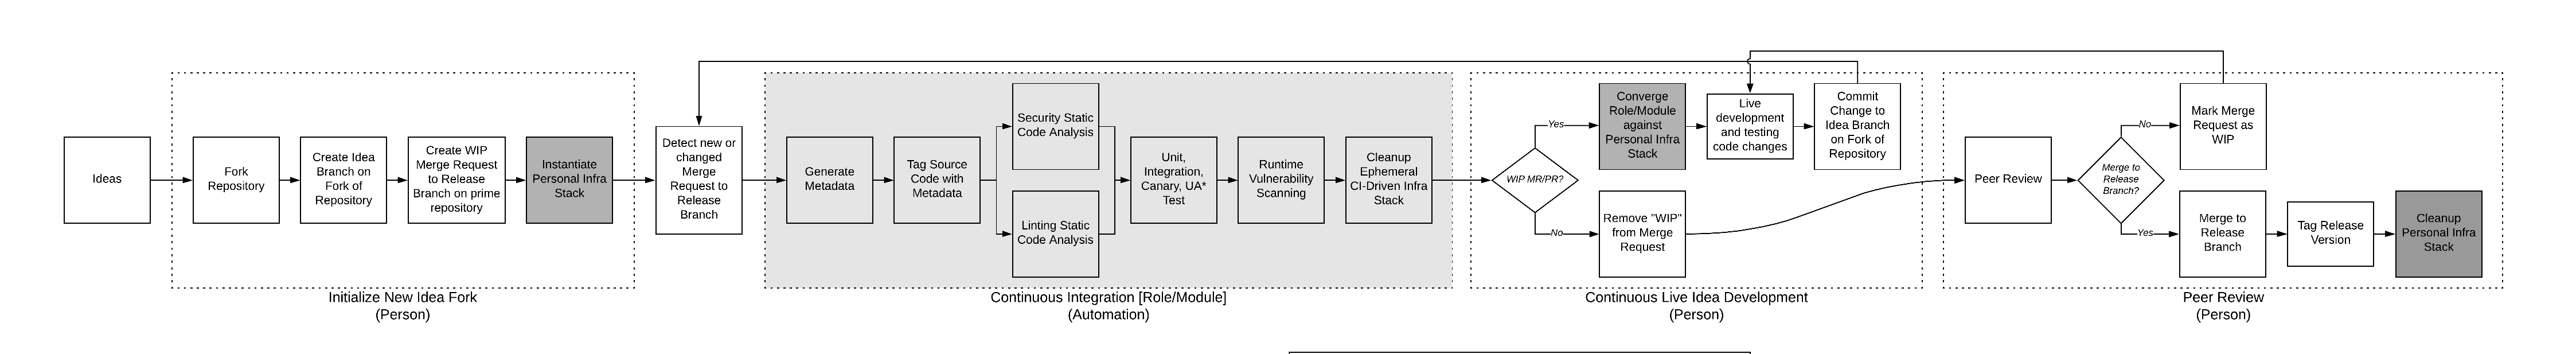 Ideas
Fork
Repository
Create Idea
Branch on
Fork of
Repository
Create WIP
Merge Request
to Release
Branch on prime
repository
Instantiate
Personal Infra
Stack
Initialize New Idea Fork
(Person)
Detect new or
changed
Merge
Request to
Release
Branch
Generate
Metadata
Tag Source
Code with
Metadata
Security Static
Code Analysis
Linting Static
Code Analysis
Unit,
Integration,
Canary, UA*
Test
Runtime
Vulnerability
Scanning
Cleanup
Ephemeral
CI-Driven Infra
Stack
Continuous Integration [Role/Module]
(Automation)
WIP MR/PR?
Yes
Converge
Role/Module
against
Personal Infra
Stack
Live
development
and testing
code changes
Commit
Change to
Idea Branch
on Fork of
Repository
No
Remove "WIP"
from Merge
Request
Continuous Live Idea Development
(Person)
Peer Review
Merge to
Release
Branch?
No
Mark Merge
Request as
WIP
Yes
Merge to
Release
Branch
Tag Release
Version
Cleanup
Personal Infra
Stack
Peer Review
(Person)